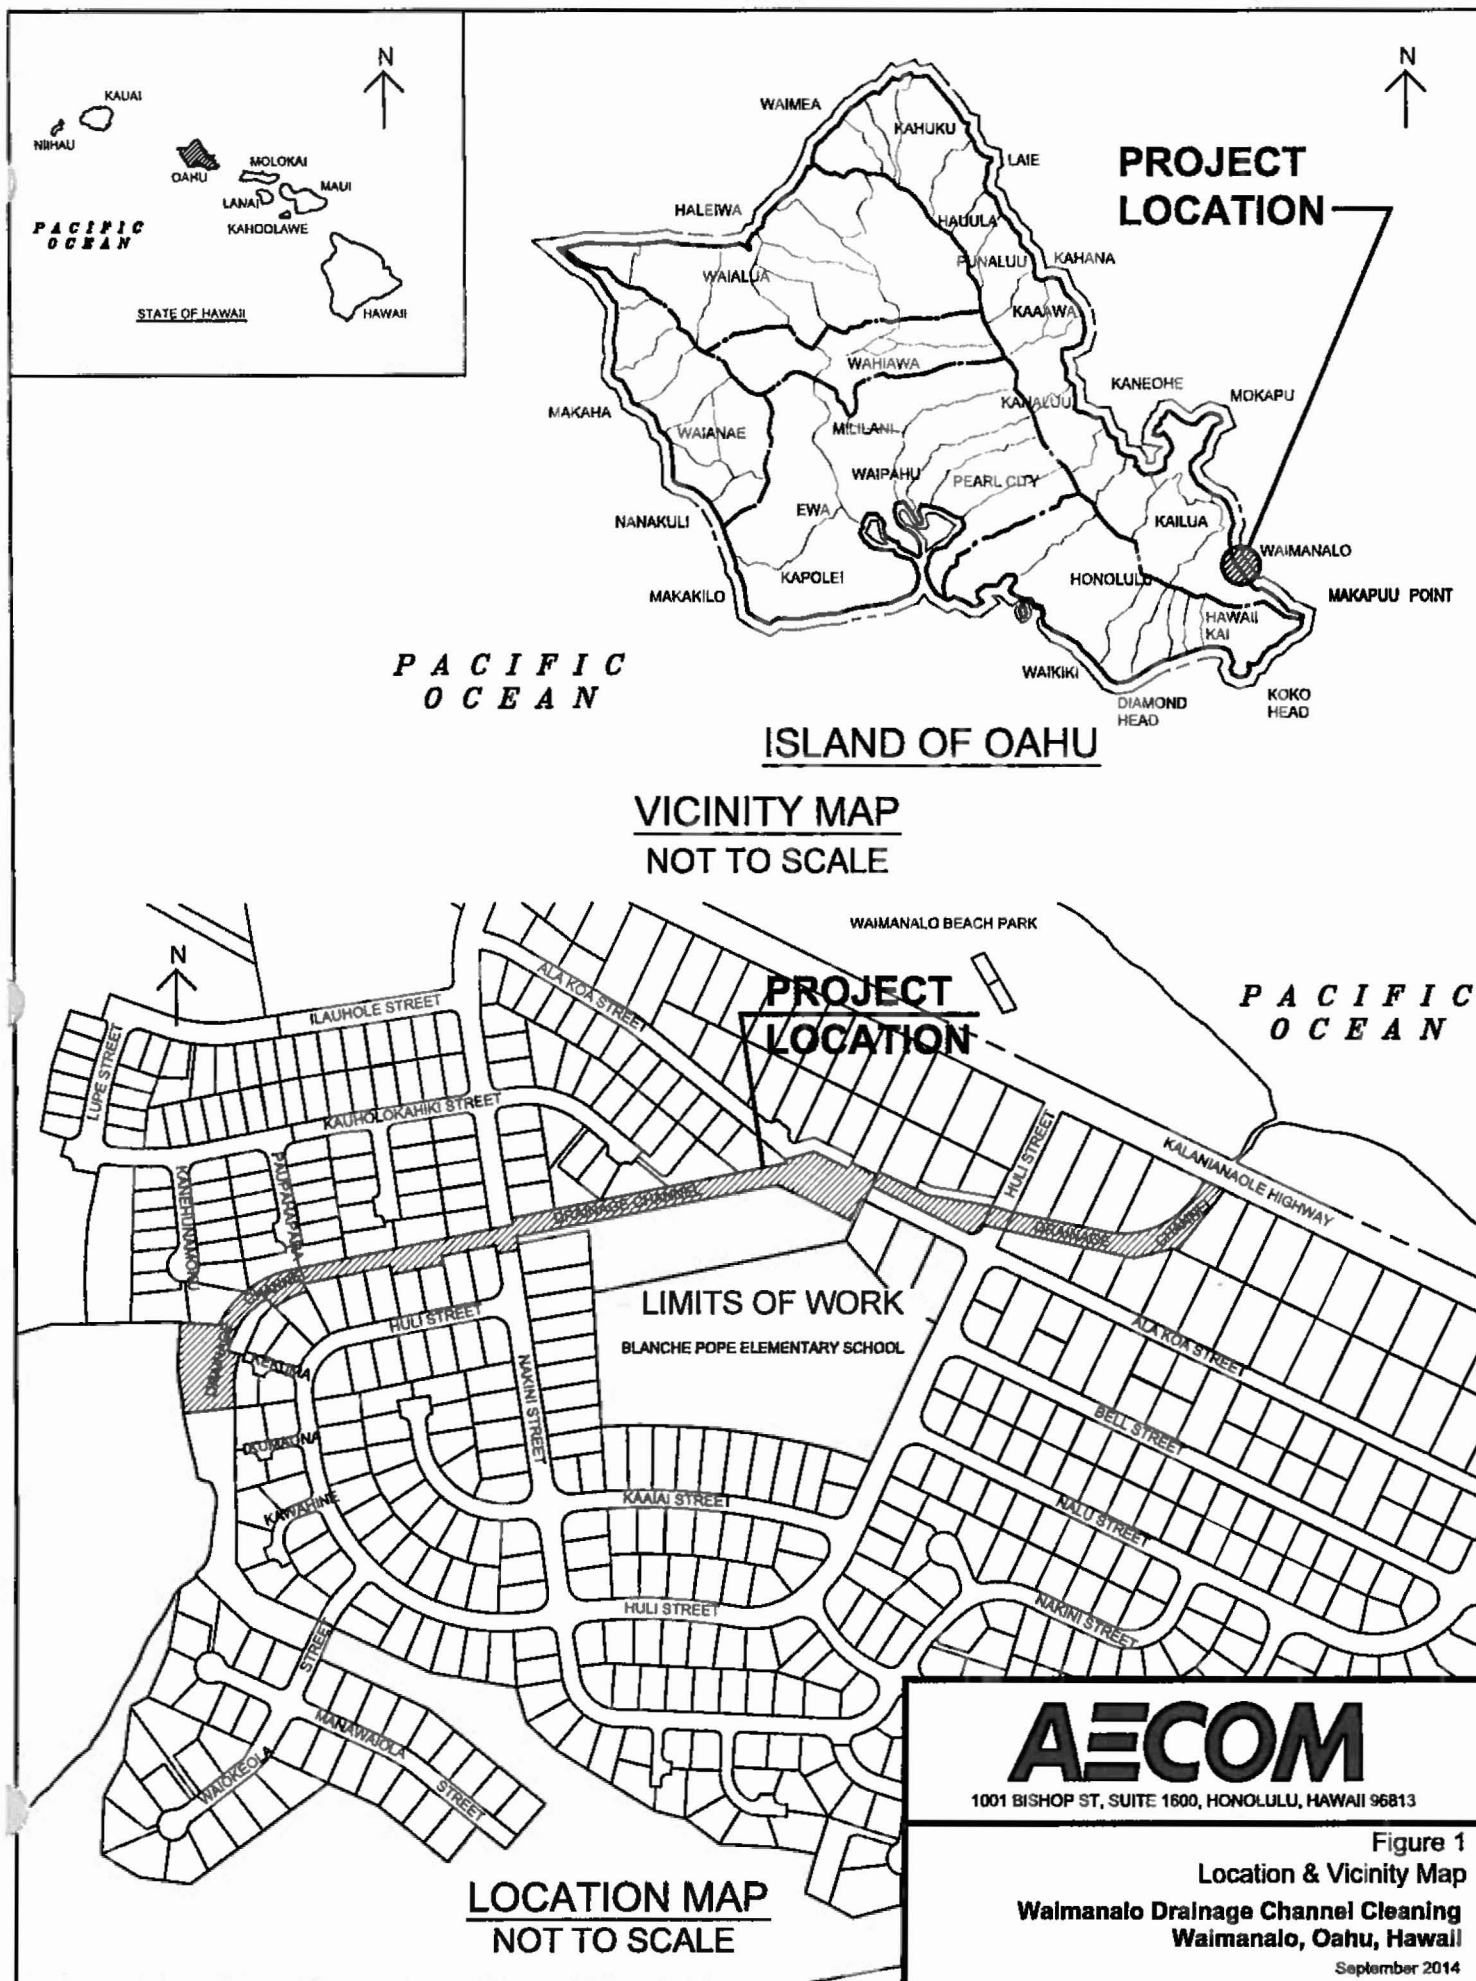 N
KAUAI
NIIHAU
OAHU
MOLOKAI
LANAI
MAUI
KAHOOLAWE
PACIFIC
OCEAN
STATE OF HAWAII
HAWAII
N
PROJECT
LOCATION
WAIMEA
KAHUKU
LAIE
HALEIWA
HAUULA
PUNALUU
KAHANA
WAIALUA
KAAAWA
WAHIAWA
KANEOHE
MOKAPU
MAKAHA
KAHALUU
WAIANAE
MILILANI
WAIPAHU
PEARL CITY
NANAKULI
EWA
KAILUA
WAIMANALO
KAPOLEI
HONOLULU
MAKAKILO
MAKAPUU POINT
HAWAII
KAI
WAIKIKI
DIAMOND
HEAD
KOKO
HEAD
PACIFIC
OCEAN
ISLAND OF OAHU
VICINITY MAP
NOT TO SCALE
WAIMANALO BEACH PARK
N
PROJECT
LOCATION
PACIFIC
OCEAN
ILAUHOLE STREET
ALA KOA STREET
LUPE STREET
KAUHOLOKAHIKI STREET
HULI STREET
KALANIANAOLE HIGHWAY
DRAINAGE CHANNEL
DRAINAGE
CHANNEL
CHANNEL
DRAINAGE
LIMITS OF WORK
BLANCHE POPE ELEMENTARY SCHOOL
HULI STREET
NAKINI STREET
ALA KOA STREET
BELL STREET
KAWAHINE
KAAIAI STREET
NALU STREET
HULI STREET
NAKINI STREET
STREET
MANAWAIOLA
STREET
WAIOKEOLA
LOCATION MAP
NOT TO SCALE
AECOM
1001 BISHOP ST, SUITE 1600, HONOLULU, HAWAII 96813
Figure 1
Location & Vicinity Map
Waimanalo Drainage Channel Cleaning
Waimanalo, Oahu, Hawaii
September 2014